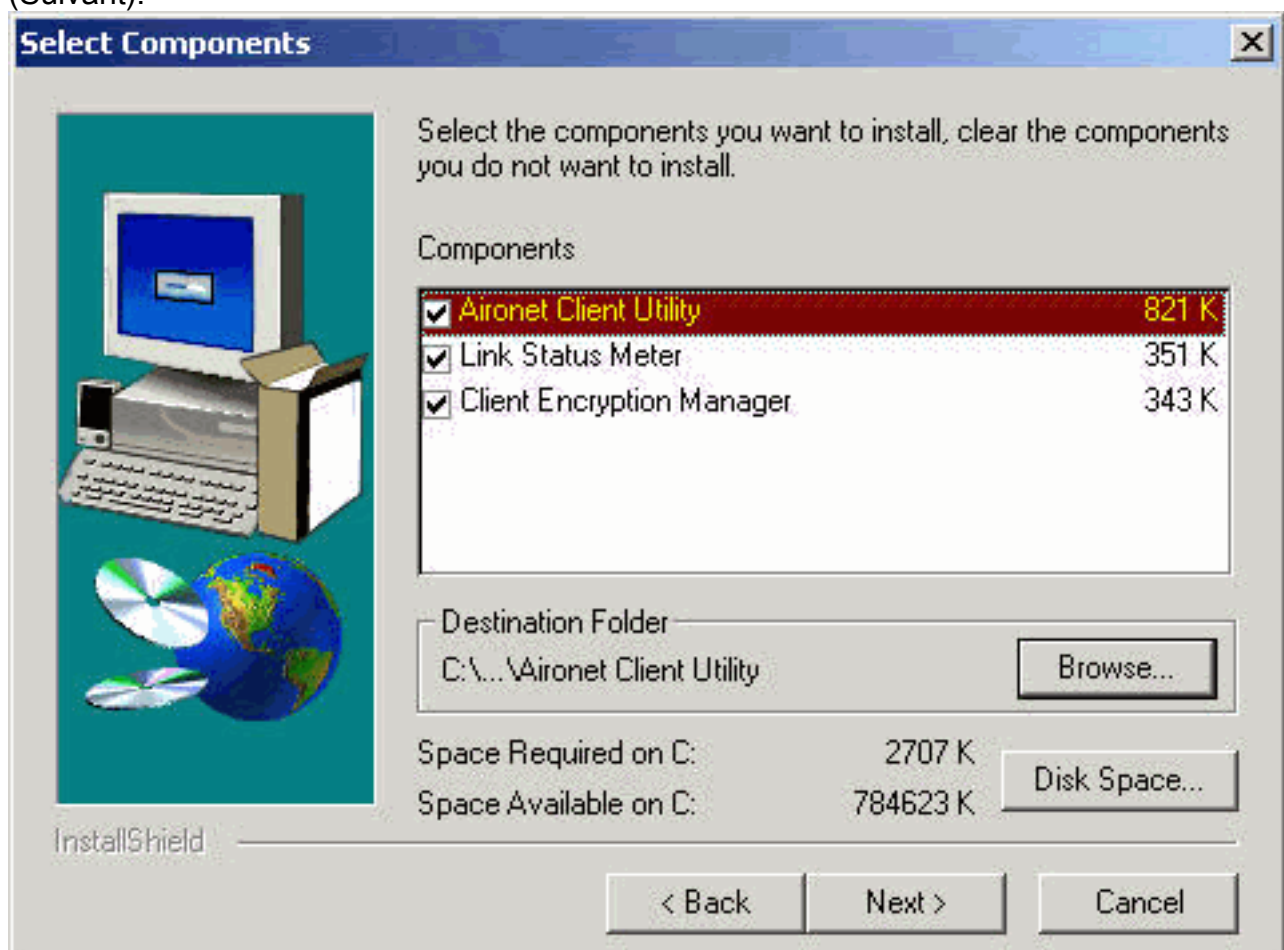 (Suivant).
Select Components
Select the components you want to install, clear the components
you do not want to install.
Components
Aironet Client Utility 821 K
Link Status Meter 351 K
Client Encryption Manager 343 K
Destination Folder
C:\...\Aironet Client Utility Browse...
Space Required on C: 2707 K
Disk Space...
Space Available on C: 784623 K
InstallShield
< Back Next > Cancel